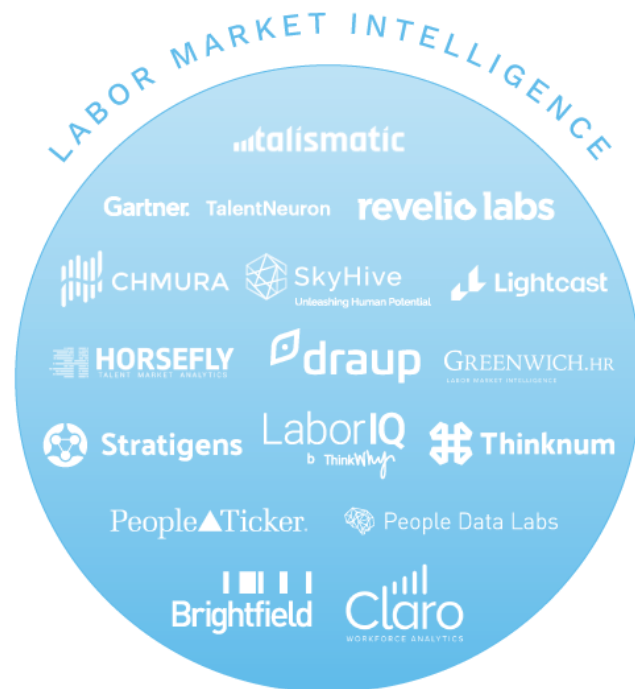 LABOR MARKET INTELLIGENCE
talismatic
Gartner. TalentNeuron revelio labs
CHMURA SkyHive Lightcast
Unleashing Human Potential
HORSEFLY draup GREENWICH.HR
TALENT MARKET ANALYTICS LABOR MARKET INTELLIGENCE
Stratigens LaborIQ Thinknum
b ThinkWhy
People Ticker. People Data Labs
Brightfield Claro
WORKFORCE ANALYTICS